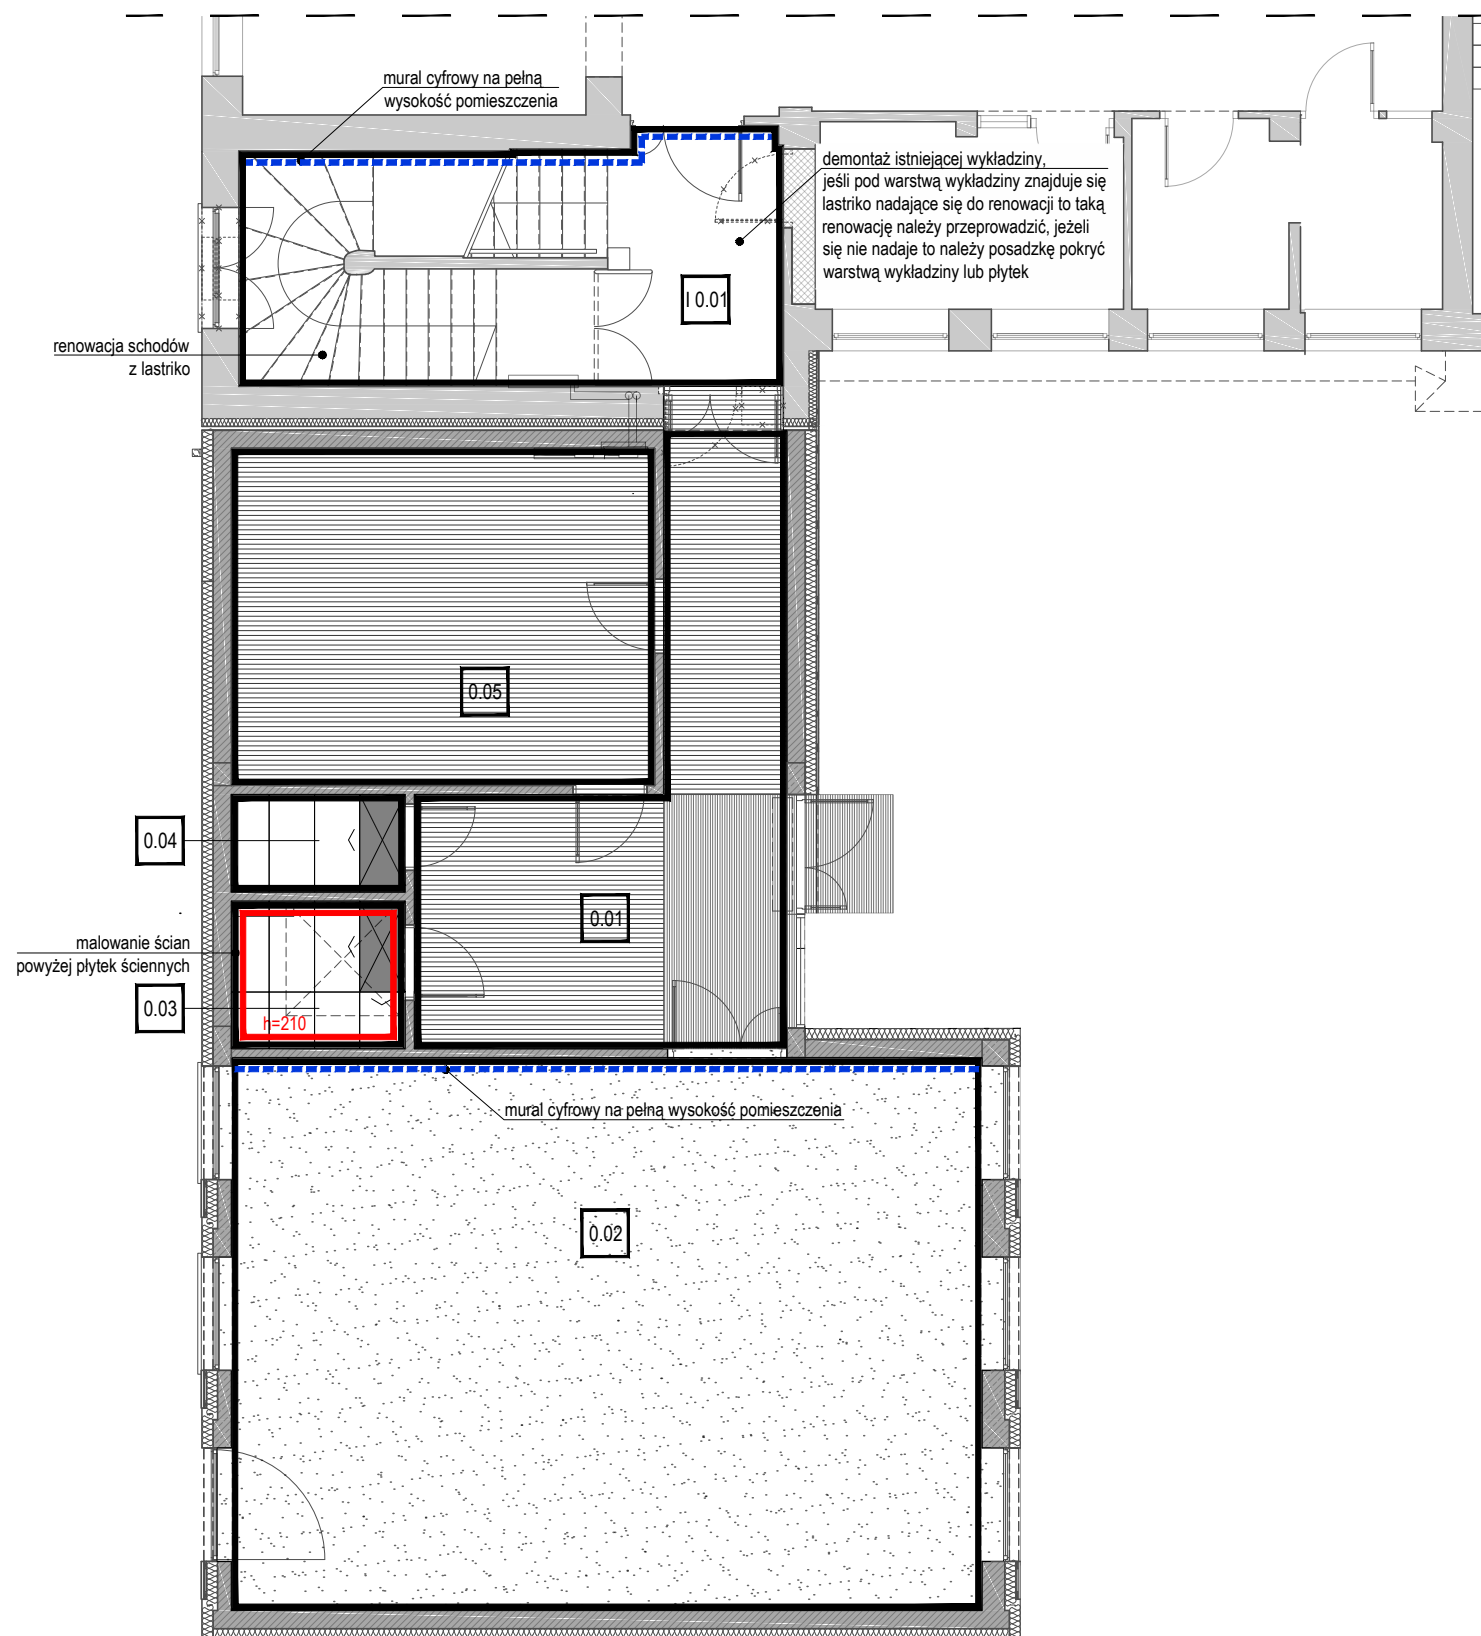 mural cyfrowy na pełną
wysokość pomieszczenia
demontaż istniejącej wykładziny,
jeśli pod warstwą wykładziny znajduje się
lastriko nadające się do renowacji to taką
renowację należy przeprowadzić, jeżeli
się nie nadaje to należy posadzkę pokryć
warstwą wykładziny lub płytek
I 0.01
renowacja schodów
z lastriko
0.05
0.04
0.01
malowanie ścian
powyżej płytek ściennych
0.03
h=210
mural cyfrowy na pełną wysokość pomieszczenia
0.02